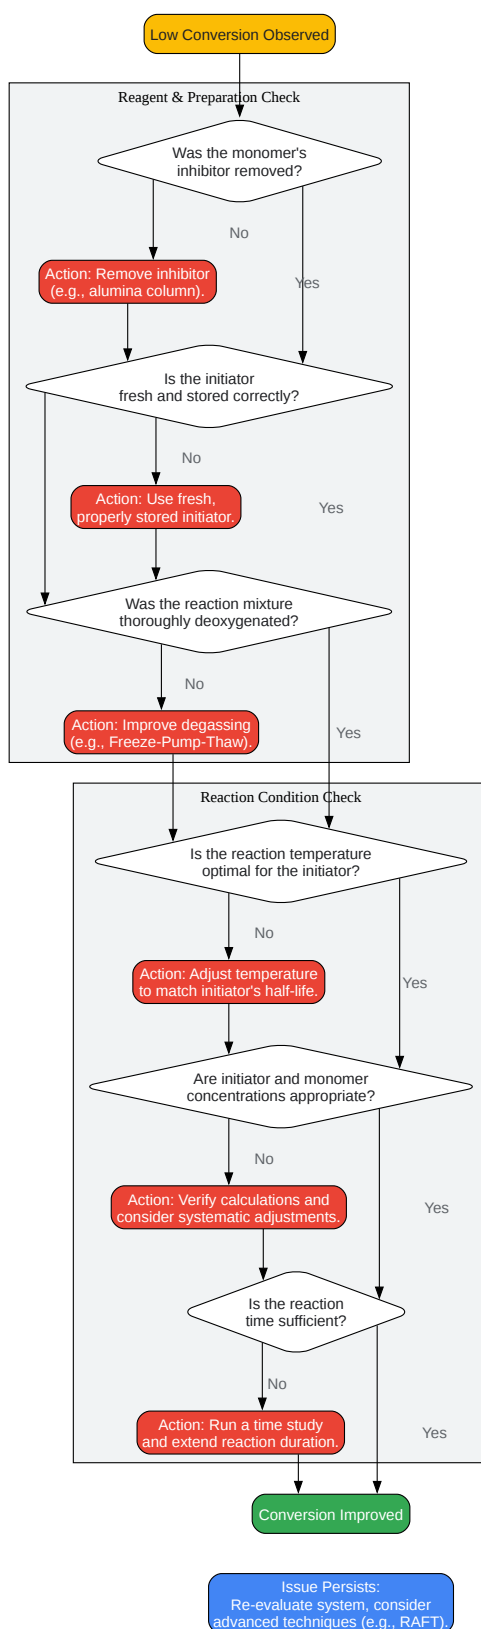 Low Conversion Observed
Reagent & Preparation Check
Was the monomer's
inhibitor removed?
No
Action: Remove inhibitor
(e.g., alumina column).
Yes
Is the initiator
fresh and stored correctly?
No
Action: Use fresh,
properly stored initiator.
Yes
Was the reaction mixture
thoroughly deoxygenated?
No
Action: Improve degassing
(e.g., Freeze-Pump-Thaw).
Yes
Reaction Condition Check
Is the reaction temperature
optimal for the initiator?
No
Action: Adjust temperature
to match initiator's half-life.
Yes
Are initiator and monomer
concentrations appropriate?
No
Action: Verify calculations and
consider systematic adjustments.
Yes
Is the reaction
time sufficient?
No
Action: Run a time study
and extend reaction duration.
Yes
Conversion Improved
Issue Persists:
Re-evaluate system, consider
advanced techniques (e.g., RAFT).